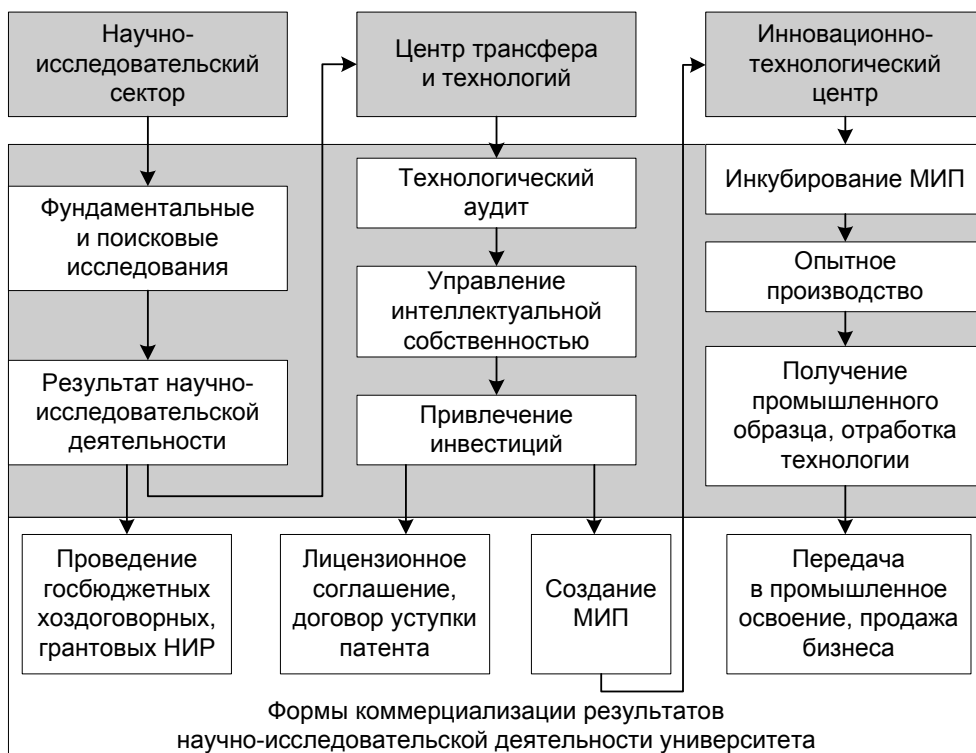 Научно-
исследовательский
сектор
Центр трансфера
и технологий
Инновационно-
технологический
центр
Фундаментальные
и поисковые
исследования
Результат научно-
исследовательской
деятельности
Технологический
аудит
Управление
интеллектуальной
собственностью
Привлечение
инвестиций
Инкубирование МИП
Опытное
производство
Получение
промышленного
образца, отработка
технологии
Проведение
госбюджетных
хоздоговорных,
грантовых НИР
Лицензионное
соглашение,
договор уступки
патента
Создание
МИП
Передача
в промышленное
освоение, продажа
бизнеса
Формы коммерциализации результатов
научно-исследовательской деятельности университета